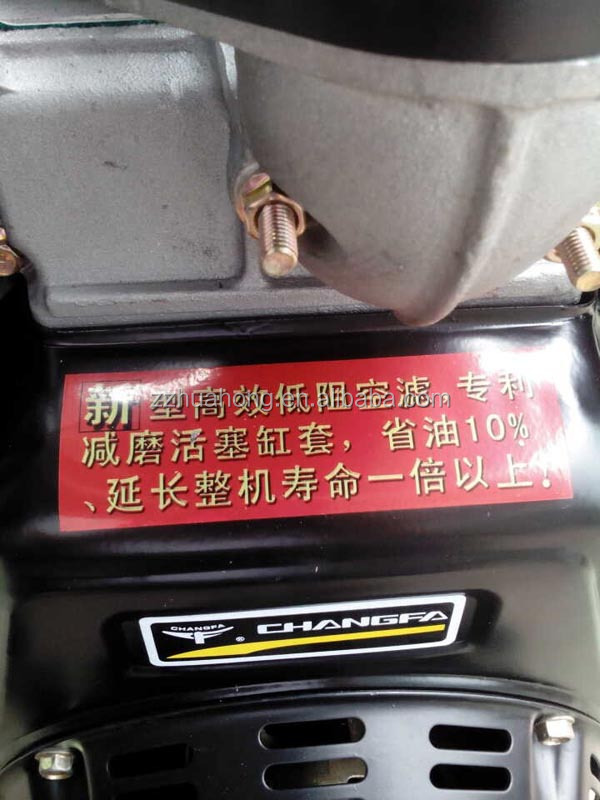 新型高效低阻空滤,专利
减磨活塞缸套，省油10%
、延长整机寿命一倍以上!
CHANGFA
® CHANGFA